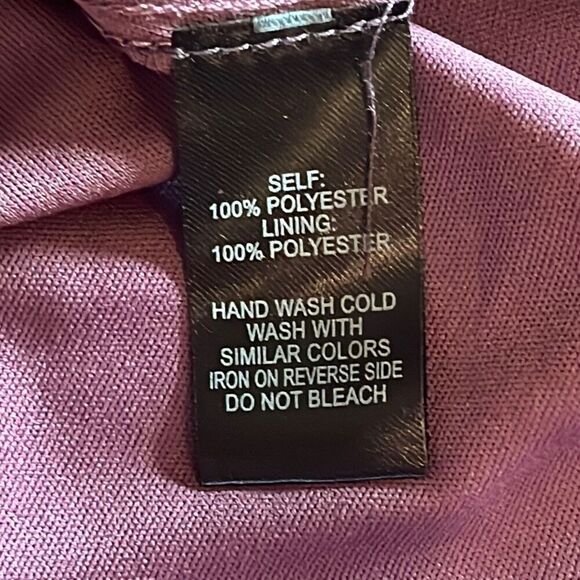 SELF:
100% POLYESTER
LINING:
100% POLYESTER
HAND WASH COLD
WASH WITH
SIMILAR COLORS
IRON ON REVERSE SIDE
DO NOT BLEACH